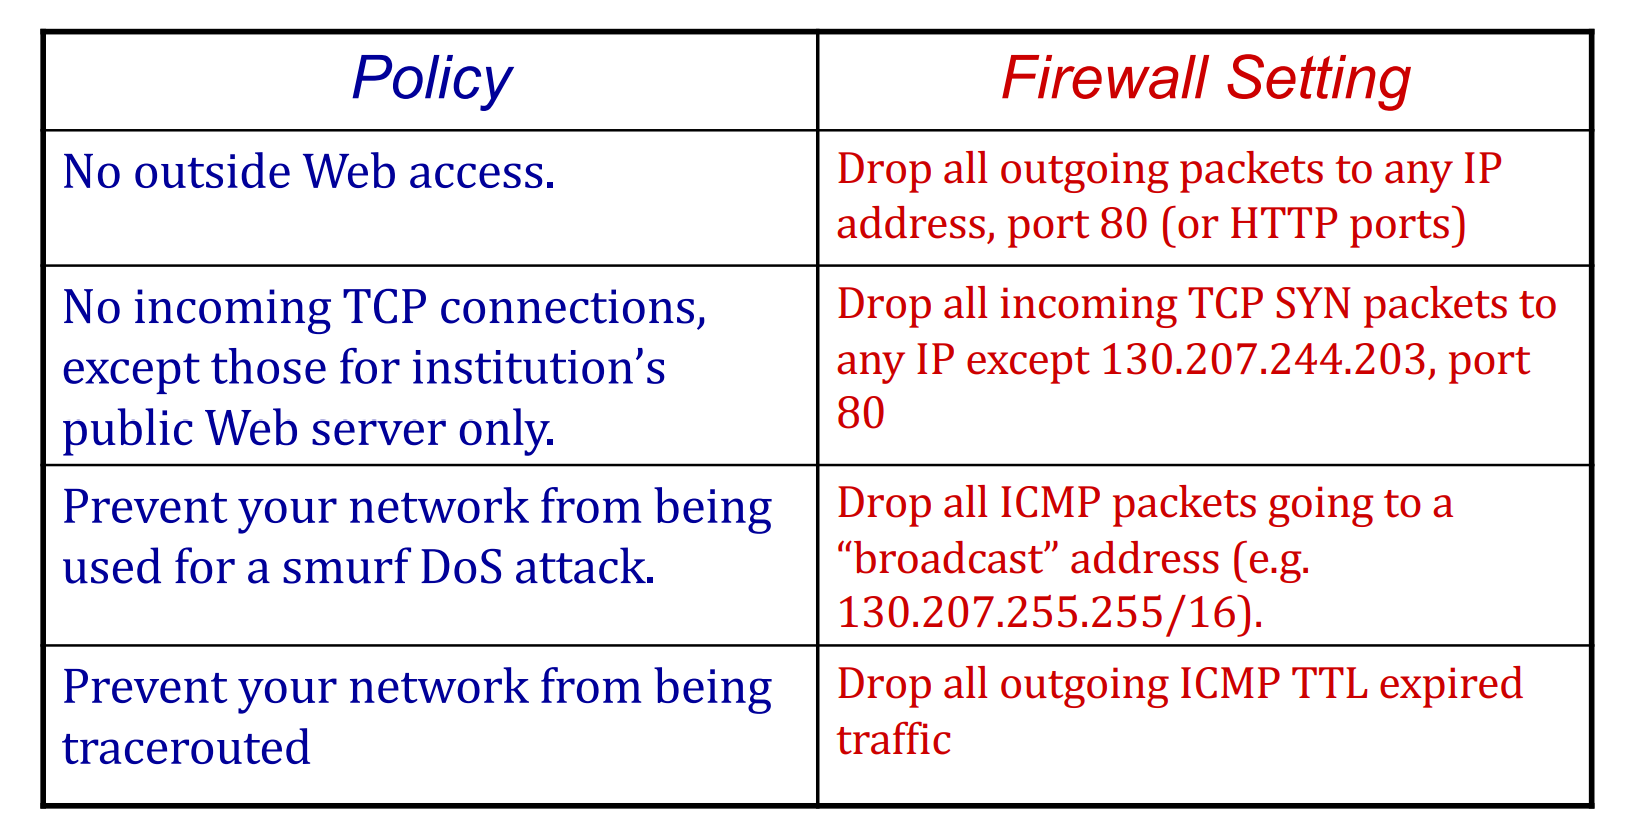 Policy
Firewall Setting
No outside Web access.
Drop all outgoing packets to any IP
address, port 80 (or HTTP ports)
No incoming TCP connections,
except those for institution’s
public Web server only.
Drop all incoming TCP SYN packets to
any IP except 130.207.244.203, port
80
Prevent your network from being
used for a smurf DoS attack.
Drop all ICMP packets going to a
“broadcast” address (e.g.
130.207.255.255/16).
Prevent your network from being
tracerouted
Drop all outgoing ICMP TTL expired
traffic